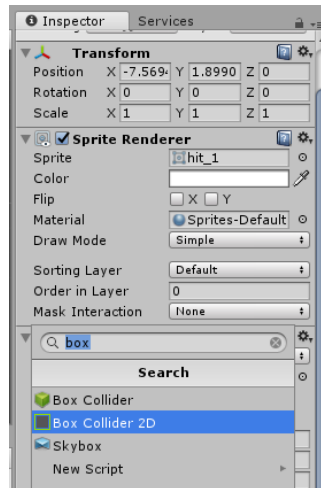 Inspector Services
Transform
Position X -7.569 Y 1.8990 Z 0
Rotation X 0 Y 0 Z 0
Scale X 1 Y 1 Z 1
Sprite Renderer
Sprite hit_1
Color
Flip X Y
Material Sprites-Default
Draw Mode Simple
Sorting Layer Default
Order in Layer 0
Mask Interaction None
box
Search
Box Collider
Box Collider 2D
Skybox
New Script